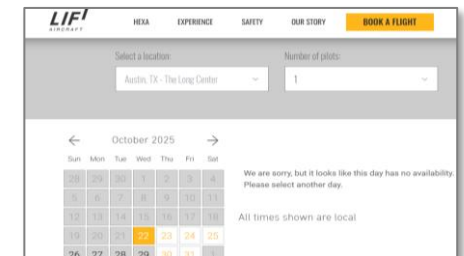 LIFT
AIRCRAFT
HEXA EXPERIENCE SAFETY OUR STORY BOOK A FLIGHT
Select a location: Number of pilots:
Austin, TX - The Long Center 1
October 2025
Sun Mon Tue Wed Thu Fri Sat
28 29 30 1 2 3 4
5 6 7 8 9 10 11
12 13 14 15 16 17 18
19 20 21 22 23 24 25
26 27 28 29 30 31 1
We are sorry, but it looks like this day has no availability.
Please select another day.
All times shown are local